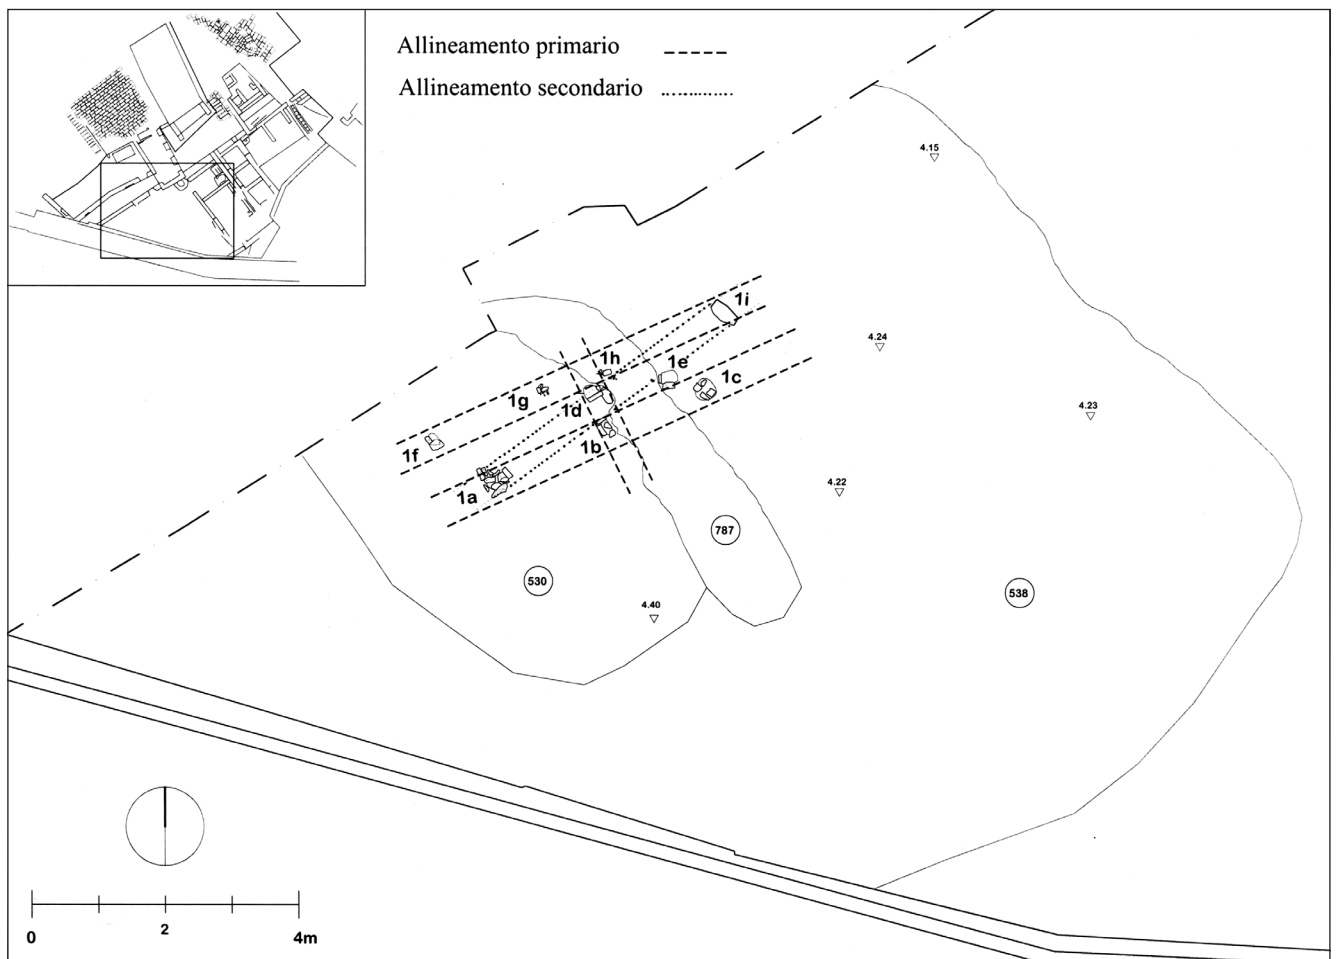 Allineamento primario
Allineamento secondario
4.15
1i
4.24
1h
1e
1c
1g
1d
4.23
1b
1f
4.22
1a
787
530
538
4.40
0
2
4m